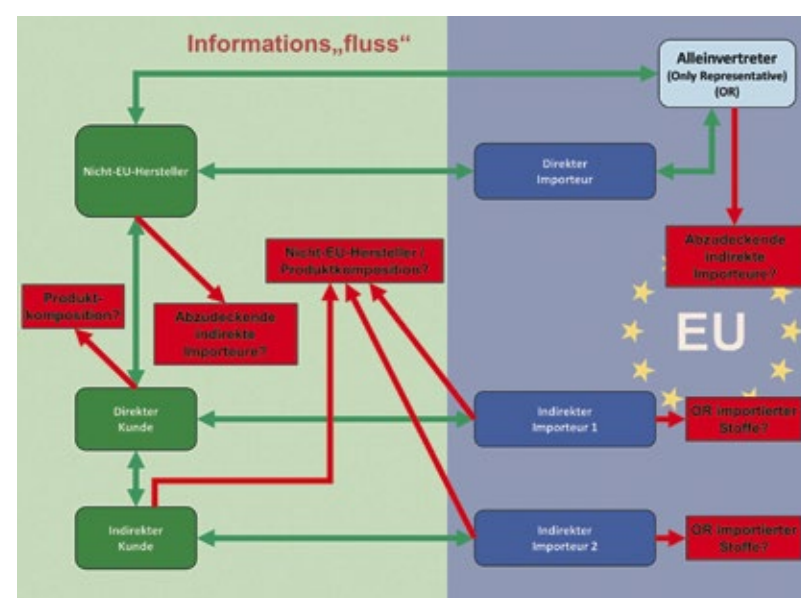 Informations„fluss“
Alleinvertreter
(Only Representative)
(OR)
Nicht-EU-Hersteller
Direkter
Importeur
Nicht-EU-Hersteller /
Produktkomposition?
Abzudeckende
indirekte
Importeure?
Produkt-
komposition?
Abzudeckende
indirekte
Importeure?
EU
Direkter
Kunde
Indirekter
Importeur 1
OR importierter
Stoffe?
Indirekter
Kunde
Indirekter
Importeur 2
OR importierter
Stoffe?